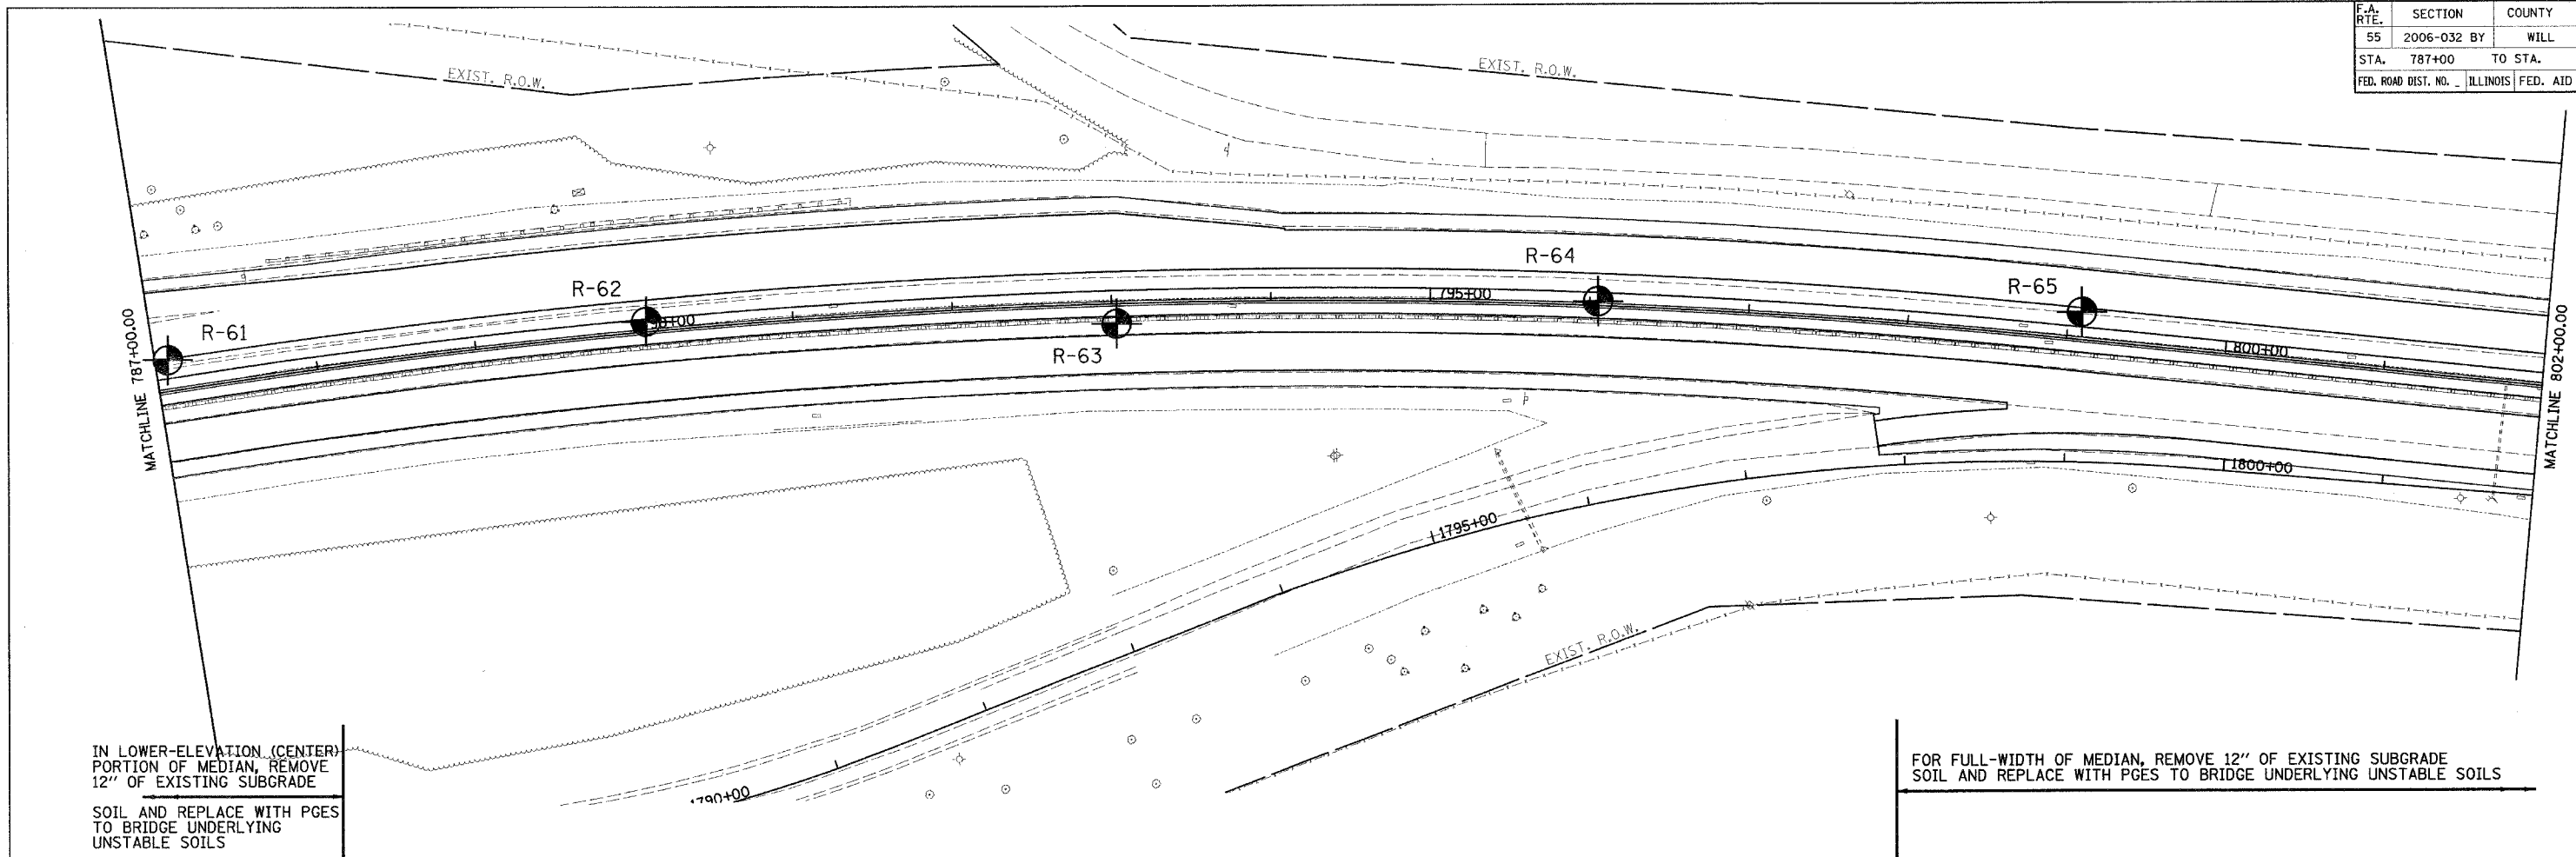 F.A. RTE. SECTION COUNTY
55 2006-032 BY WILL
STA. 787+00 TO STA.
FED. ROAD DIST. NO. _ ILLINOIS FED. AID
EXIST. R.O.W.
EXIST. R.O.W.
MATCHLINE 787+00.00
R-61
R-62
R-63
R-64
795+00
R-65
800+00
MATCHLINE 802+00.00
1800+00
1795+00
EXIST. R.O.W.
1790+00
IN LOWER-ELEVATION (CENTER)
PORTION OF MEDIAN, REMOVE
12" OF EXISTING SUBGRADE
SOIL AND REPLACE WITH PGES
TO BRIDGE UNDERLYING
UNSTABLE SOILS
FOR FULL-WIDTH OF MEDIAN, REMOVE 12" OF EXISTING SUBGRADE
SOIL AND REPLACE WITH PGES TO BRIDGE UNDERLYING UNSTABLE SOILS